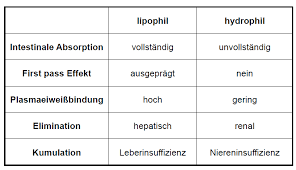 lipophil hydrophil
Intestinale Absorption vollständig unvollständig
First pass Effekt ausgeprägt nein
Plasmaeiweißbindung hoch gering
Elimination hepatisch renal
Kumulation Leberinsuffizienz Niereninsuffizienz